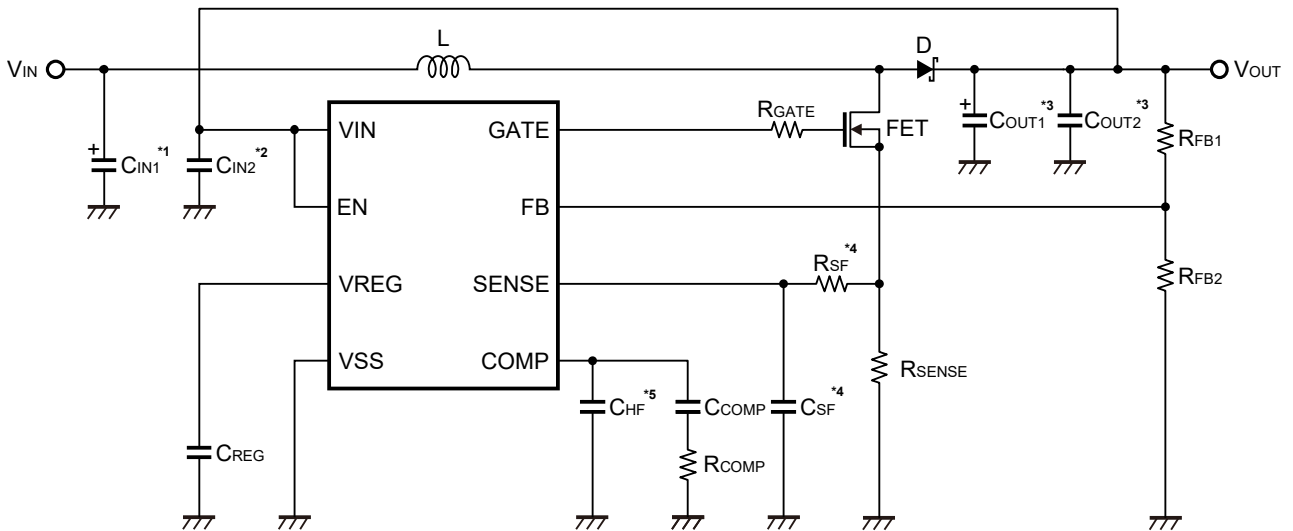 L
D
VIN
VOUT
VIN
GATE
RGATE
FET
COUT1*3
COUT2*3
RFB1
CIN1*1
CIN2*2
+
+
EN
FB
RSF*4
VREG
SENSE
RFB2
VSS
COMP
RSENSE
CHF*5
CCOMP
CSF*4
CREG
RCOMP